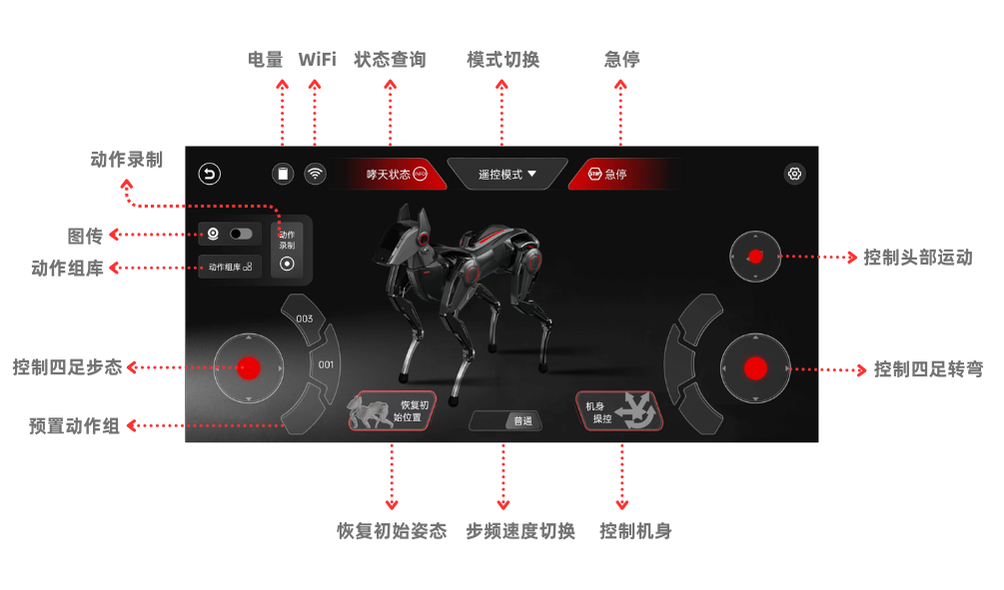 电量 WiFi 状态查询 模式切换 急停
动作录制
哮天状态 INFO 遥控模式 STOP 急停
图传
动作
录制
动作组库
动作组库
控制头部运动
003
001
控制四足步态
控制四足转弯
预置动作组
恢复初
始位置
普通
机身
操控
恢复初始姿态 步频速度切换 控制机身